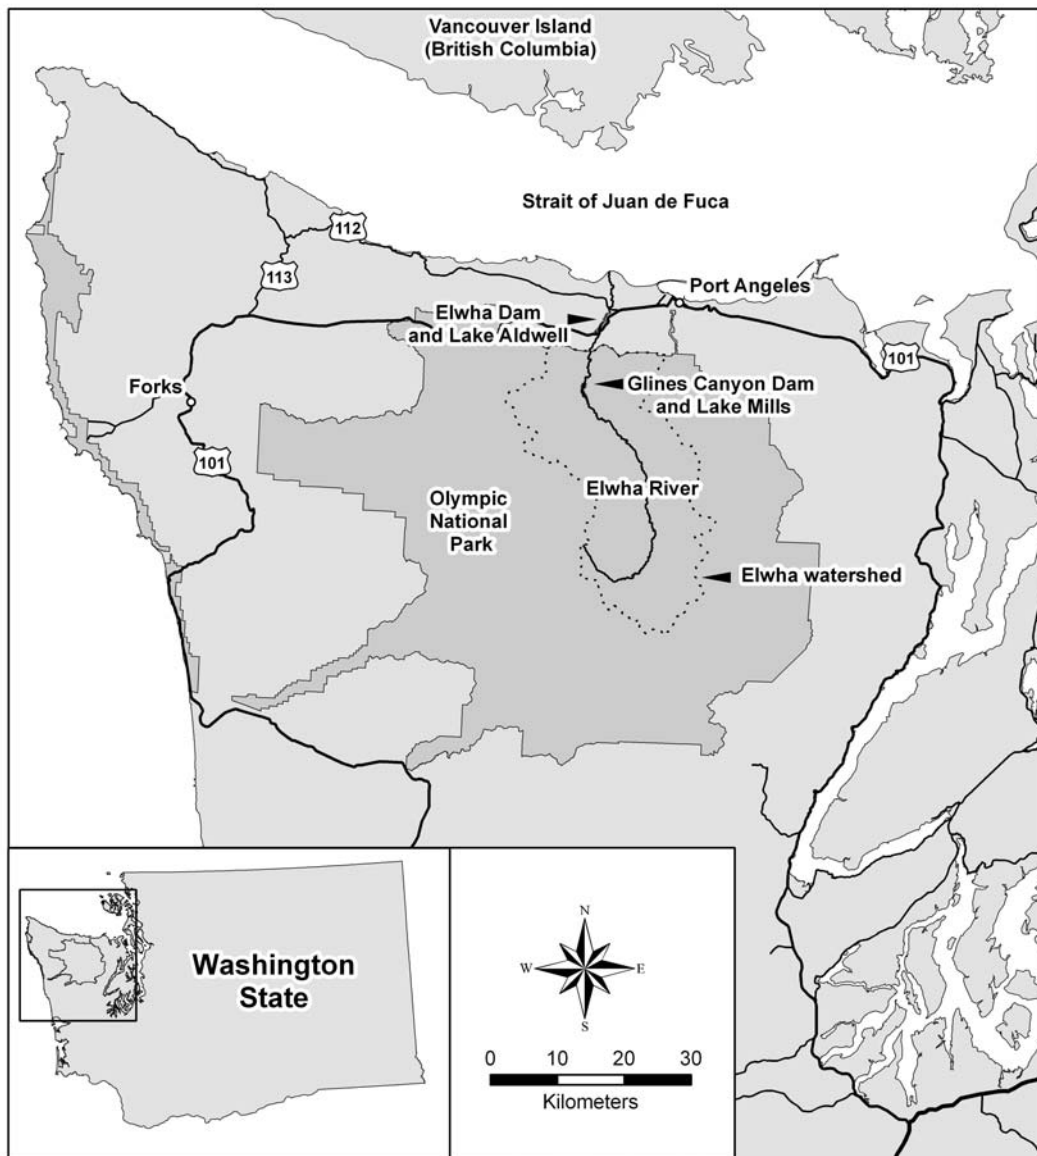 Vancouver Island
(British Columbia)
Strait of Juan de Fuca
112
113
Port Angeles
Elwha Dam
and Lake Aldwell
101
Forks
Glines Canyon Dam
and Lake Mills
101
Elwha River
Olympic
National
Park
Elwha watershed
Washington
State
N
W
E
S
0
10
20
30
Kilometers